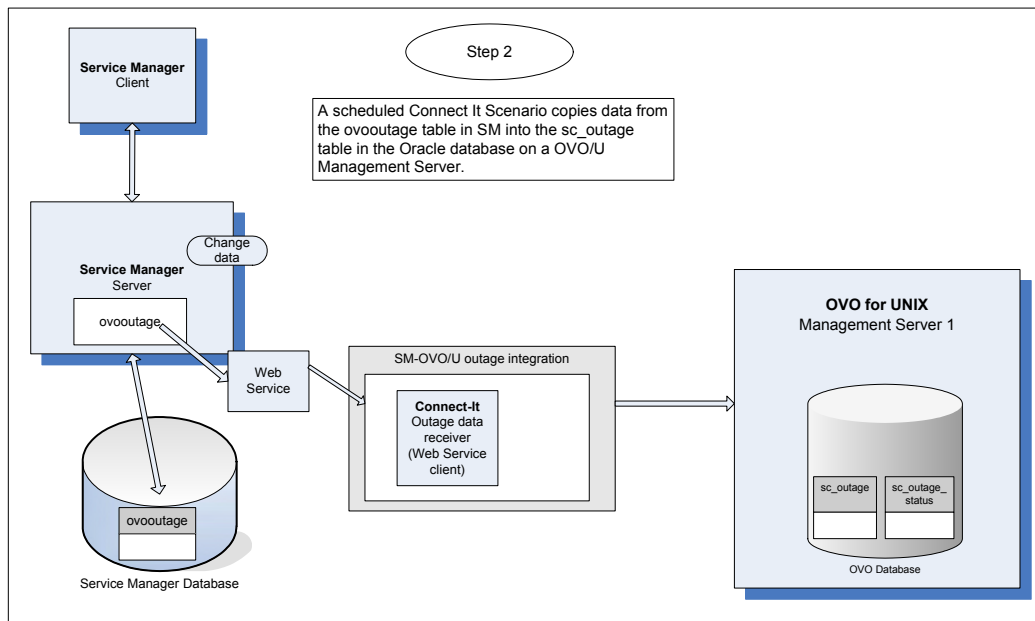 Step 2
Service Manager
Client
A scheduled Connect It Scenario copies data from
the ovooutage table in SM into the sc_outage
table in the Oracle database on a OVO/U
Management Server.
Change
data
Service Manager
Server
ovooutage
Web
Service
SM-OVO/U outage integration
Connect-It
Outage data
receiver
(Web Service
client)
OVO for UNIX
Management Server 1
sc_outage
sc_outage_
status
OVO Database
ovooutage
Service Manager Database